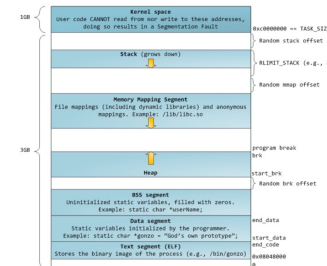 1GB
Kernel space
User code CANNOT read from nor write to these addresses,
doing so results in a Segmentation Fault
0xc0000000 == TASK_SIZ
Random stack offset
Stack (grows down)
RLIMIT_STACK (e.g.,
Random mmap offset
Memory Mapping Segment
File mappings (including dynamic libraries) and anonymous
mappings. Example: /lib/libc.so
3GB
program break
brk
Heap
start_brk
Random brk offset
BSS segment
Uninitialized static variables, filled with zeros.
Example: static char *userName;
Data segment
Static variables initialized by the programmer.
Example: static char *gonzo = "God's own prototype";
end_data
start_data
Text segment (ELF)
Stores the binary image of the process (e.g., /bin/gonzo)
end_code
0x08048000
0